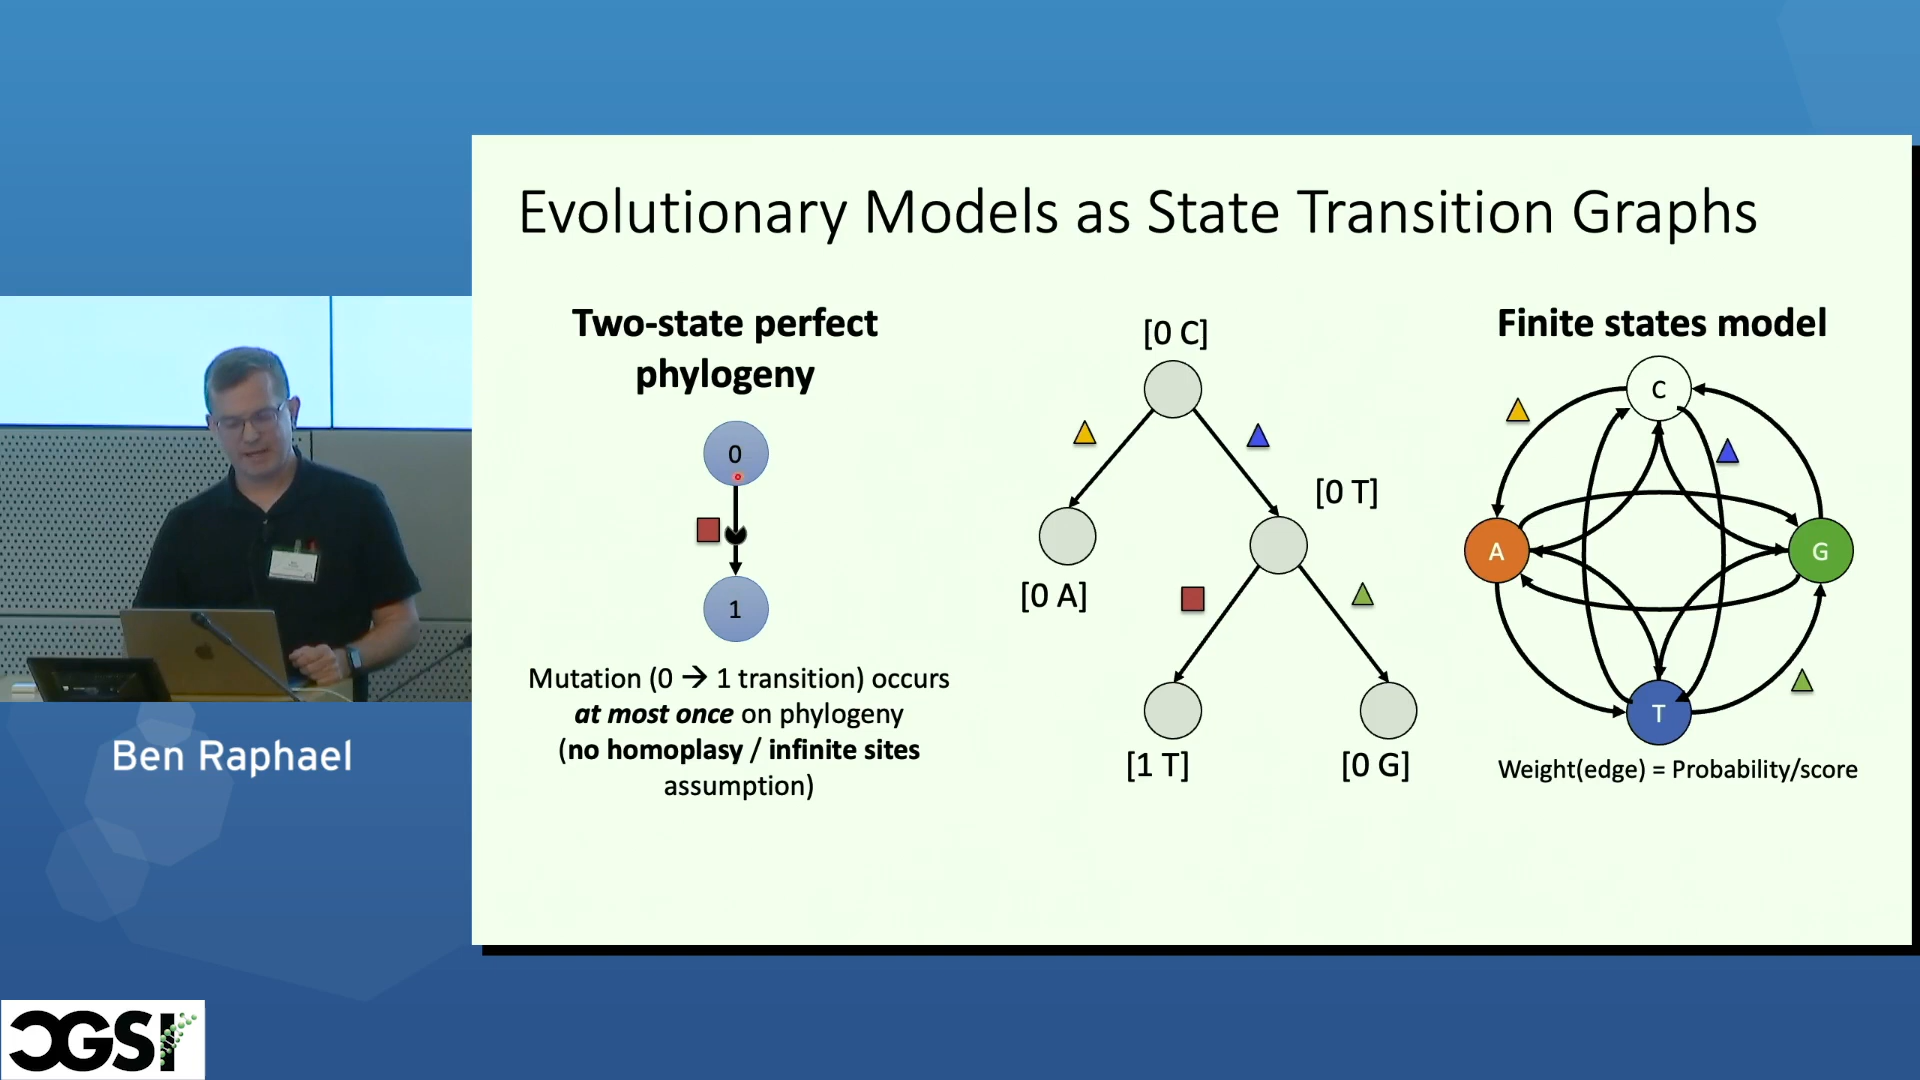 Evolutionary Models as State Transition Graphs
Two-state perfect
phylogeny
0
1
Mutation (0 → 1 transition) occurs
at most once on phylogeny
(no homoplasy / infinite sites
assumption)
[0 C]
[0 T]
[0 A]
[1 T]
[0 G]
Finite states model
C
A
G
T
Weight(edge) = Probability/score
Ben Raphael
CGSI